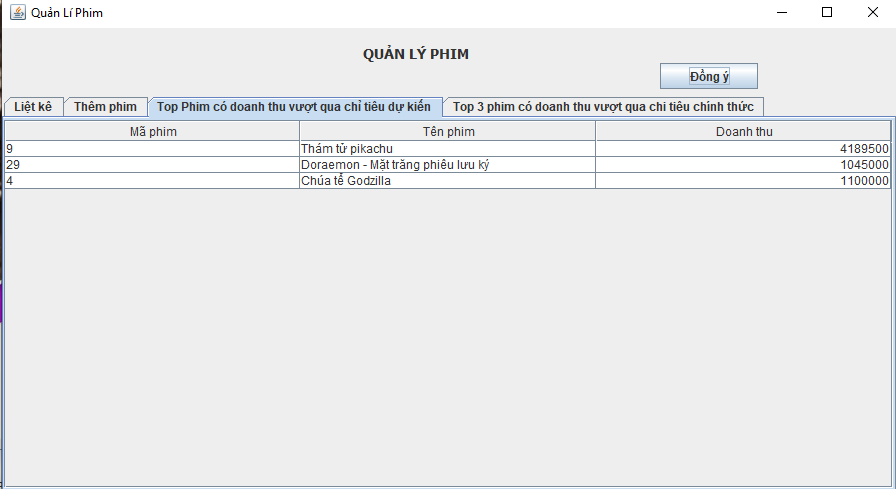 Quản Lí Phim
QUẢN LÝ PHIM
Đồng ý
Liệt kê Thêm phim Top Phim có doanh thu vượt qua chỉ tiêu dự kiến Top 3 phim có doanh thu vượt qua chỉ tiêu chính thức
Mã phim Tên phim Doanh thu
9 Thám tử pikachu 4189500
29 Doraemon - Mặt trăng phiêu lưu ký 1045000
4 Chúa tể Godzilla 1100000